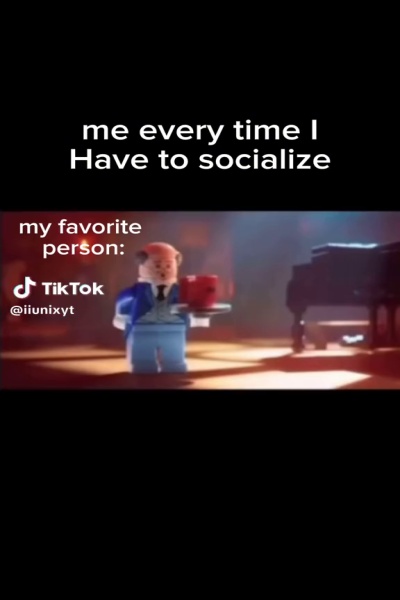 me every time I
Have to socialize
my favorite
person:
TikTok
@iiunixyt